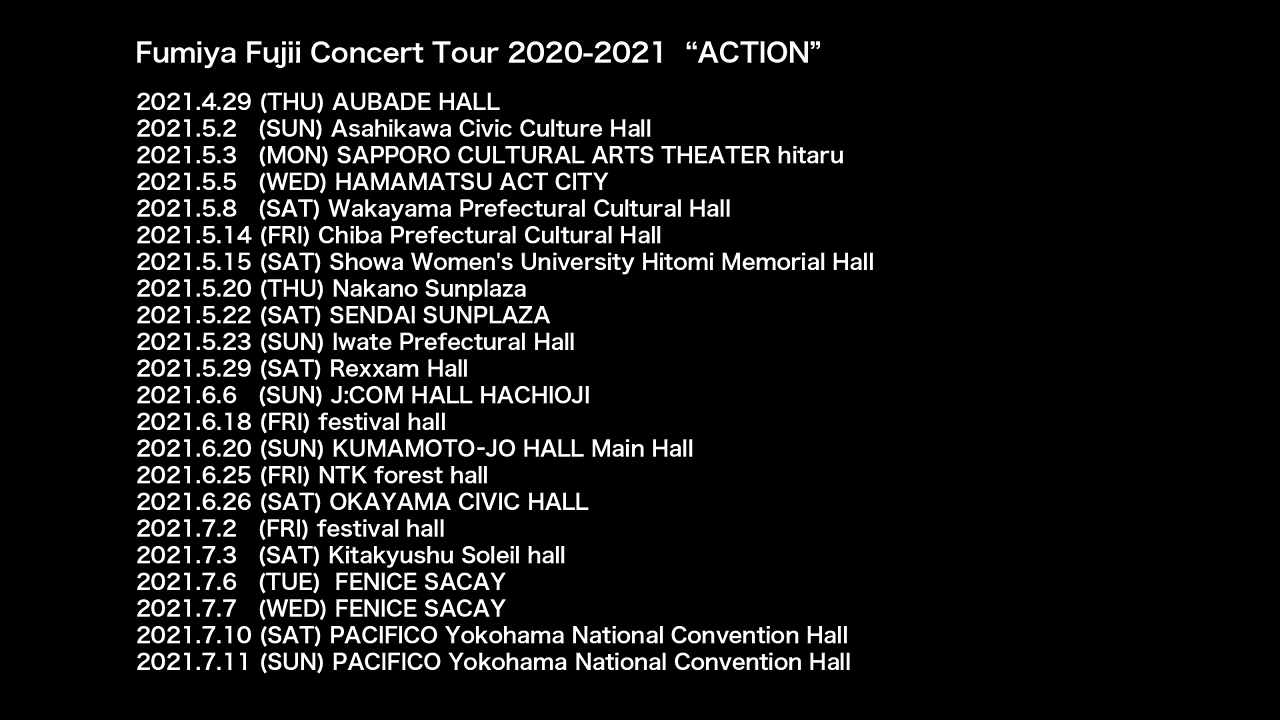 Fumiya Fujii Concert Tour 2020-2021 “ACTION”
2021.4.29 (THU) AUBADE HALL
2021.5.2 (SUN) Asahikawa Civic Culture Hall
2021.5.3 (MON) SAPPORO CULTURAL ARTS THEATER hitaru
2021.5.5 (WED) HAMAMATSU ACT CITY
2021.5.8 (SAT) Wakayama Prefectural Cultural Hall
2021.5.14 (FRI) Chiba Prefectural Cultural Hall
2021.5.15 (SAT) Showa Women's University Hitomi Memorial Hall
2021.5.20 (THU) Nakano Sunplaza
2021.5.22 (SAT) SENDAI SUNPLAZA
2021.5.23 (SUN) Iwate Prefectural Hall
2021.5.29 (SAT) Rexxam Hall
2021.6.6 (SUN) J:COM HALL HACHIOJI
2021.6.18 (FRI) festival hall
2021.6.20 (SUN) KUMAMOTO-JO HALL Main Hall
2021.6.25 (FRI) NTK forest hall
2021.6.26 (SAT) OKAYAMA CIVIC HALL
2021.7.2 (FRI) festival hall
2021.7.3 (SAT) Kitakyushu Soleil hall
2021.7.6 (TUE) FENICE SACAY
2021.7.7 (WED) FENICE SACAY
2021.7.10 (SAT) PACIFICO Yokohama National Convention Hall
2021.7.11 (SUN) PACIFICO Yokohama National Convention Hall